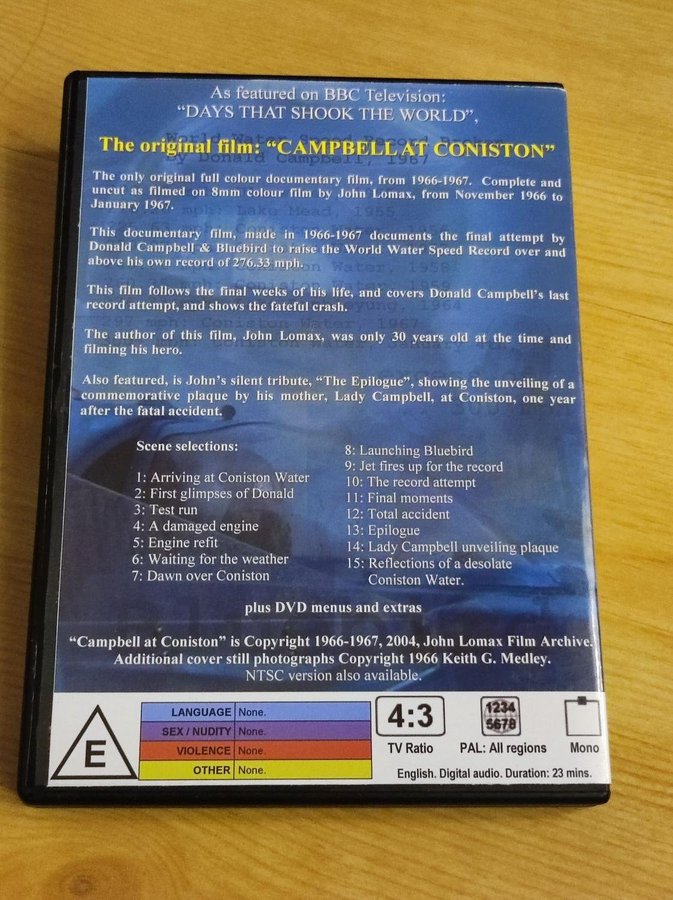 As featured on BBC Television:
“DAYS THAT SHOOK THE WORLD”,
The original film: “CAMPBELL AT CONISTON”
The only original full colour documentary film, from 1966-1967. Complete and
uncut as filmed on 8mm colour film by John Lomax, from November 1966 to
January 1967.
This documentary film, made in 1966-1967 documents the final attempt by
Donald Campbell & Bluebird to raise the World Water Speed Record over and
above his own record of 276.33 mph.
This film follows the final weeks of his life, and covers Donald Campbell’s last
record attempt, and shows the fateful crash.
The author of this film, John Lomax, was only 30 years old at the time and
filming his hero.
Also featured, is John’s silent tribute, “The Epilogue”, showing the unveiling of a
commemorative plaque by his mother, Lady Campbell, at Coniston, one year
after the fatal accident.
Scene selections:
1: Arriving at Coniston Water
2: First glimpses of Donald
3: Test run
4: A damaged engine
5: Engine refit
6: Waiting for the weather
7: Dawn over Coniston
8: Launching Bluebird
9: Jet fires up for the record
10: The record attempt
11: Final moments
12: Total accident
13: Epilogue
14: Lady Campbell unveiling plaque
15: Reflections of a desolate
Coniston Water.
plus DVD menus and extras
“Campbell at Coniston” is Copyright 1966-1967, 2004, John Lomax Film Archive.
Additional cover still photographs Copyright 1966 Keith G. Medley.
NTSC version also available.
E
LANGUAGE None.
SEX / NUDITY None.
VIOLENCE None.
OTHER None.
4:3
TV Ratio
1234
5678
PAL: All regions
Mono
English. Digital audio. Duration: 23 mins.